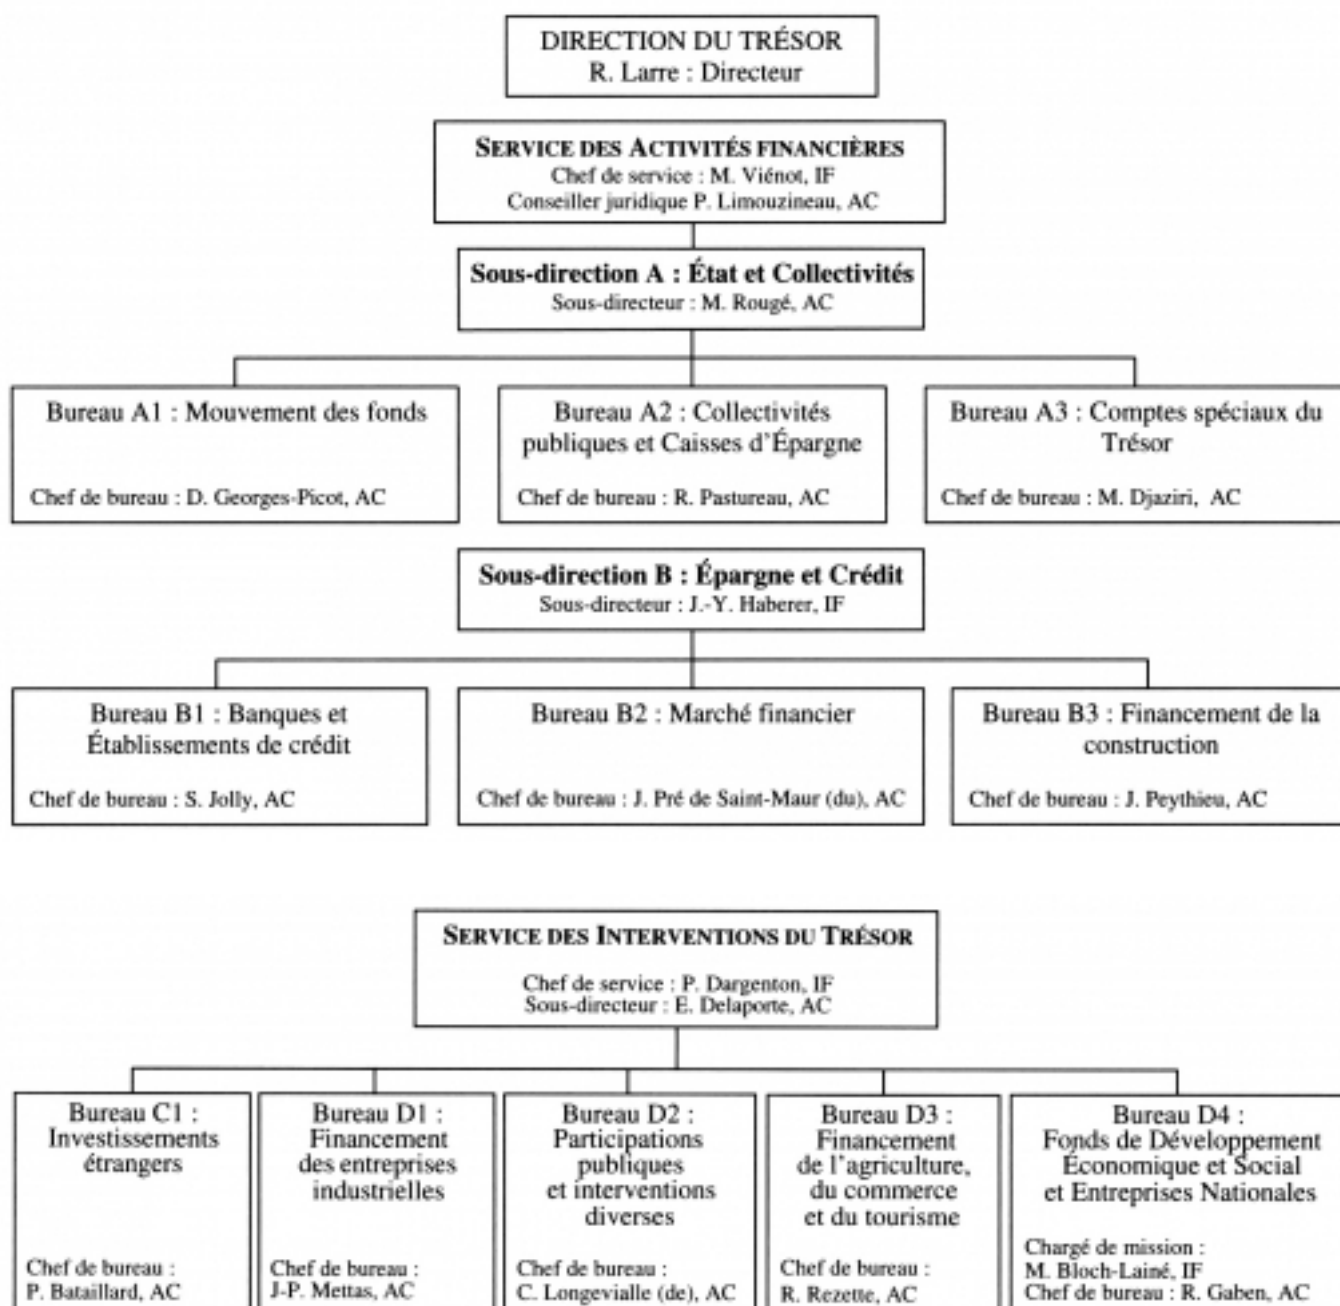 DIRECTION DU TRÉSOR
R. Larre : Directeur
SERVICE DES ACTIVITÉS FINANCIÈRES
Chef de service : M. Viénot, IF
Conseiller juridique P. Limouzineau, AC
Sous-direction A : État et Collectivités
Sous-directeur : M. Rougé, AC
Bureau A1 : Mouvement des fonds
Chef de bureau : D. Georges-Picot, AC
Bureau A2 : Collectivités
publiques et Caisses d'Épargne
Chef de bureau : R. Pastureau, AC
Bureau A3 : Comptes spéciaux du
Trésor
Chef de bureau : M. Djaziri, AC
Sous-direction B : Épargne et Crédit
Sous-directeur : J.-Y. Haberer, IF
Bureau B1 : Banques et
Établissements de crédit
Chef de bureau : S. Jolly, AC
Bureau B2 : Marché financier
Chef de bureau : J. Pré de Saint-Maur (du), AC
Bureau B3 : Financement de la
construction
Chef de bureau : J. Peythieu, AC
SERVICE DES INTERVENTIONS DU TRÉSOR
Chef de service : P. Dargenton, IF
Sous-directeur : E. Delaporte, AC
Bureau C1 :
Investissements
étrangers
Chef de bureau :
P. Bataillard, AC
Bureau D1 :
Financement
des entreprises
industrielles
Chef de bureau :
J-P. Mettas, AC
Bureau D2 :
Participations
publiques
et interventions
diverses
Chef de bureau :
C. Longevialle (de), AC
Bureau D3 :
Financement
de l'agriculture,
du commerce
et du tourisme
Chef de bureau :
R. Rezette, AC
Bureau D4 :
Fonds de Développement
Économique et Social
et Entreprises Nationales
Chargé de mission :
M. Bloch-Lainé, IF
Chef de bureau : R. Gaben, AC